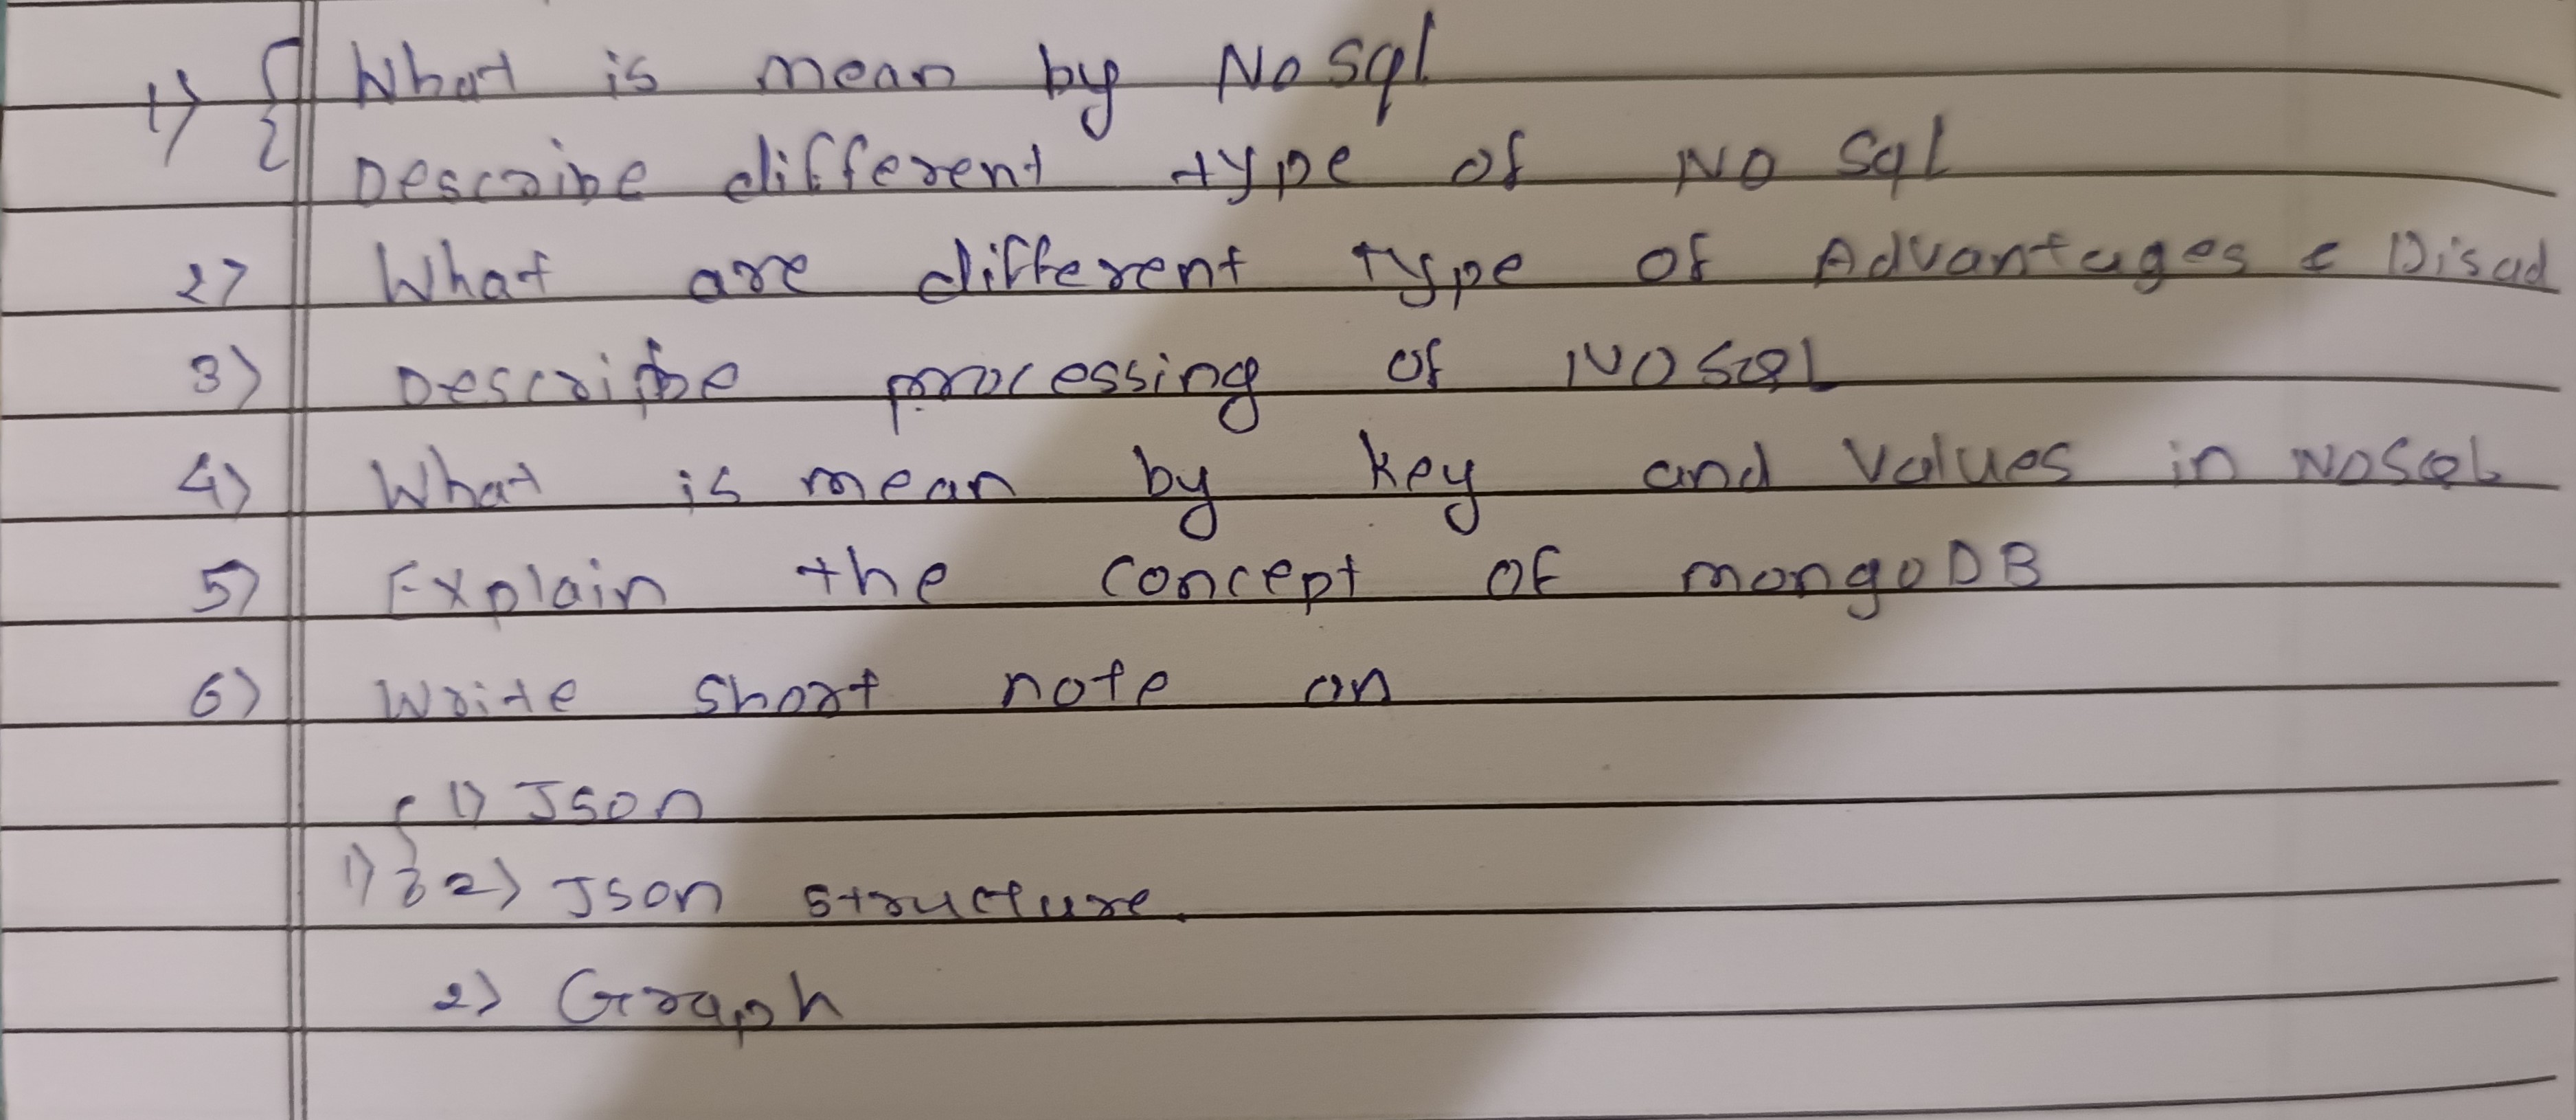 1) What is mean by No Sql
Describe different type of No Sql
2) What are different type of Advantages & Disad
3) Describe processing of NOSQL
4) What is mean by key and Values in NoSQL
5) Explain the concept of mongoDB
6) Write short note on
1) Json
1) 2) Json structure.
2) Graph